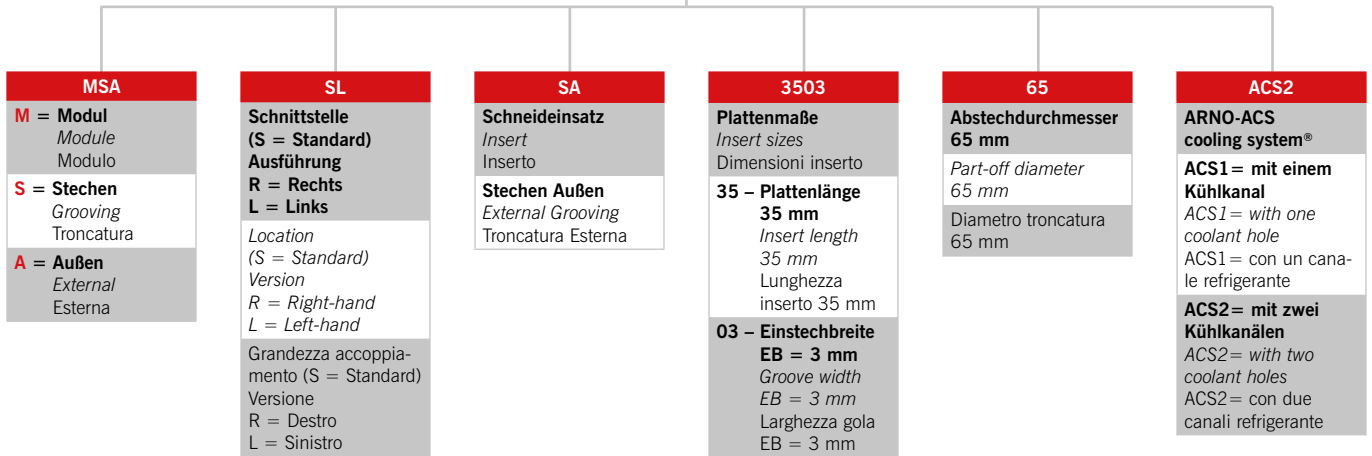 MSA
M = Modul
Module
Modulo
S = Stechen
Grooving
Troncatura
A = Außen
External
Esterna
SL
Schnittstelle
(S = Standard)
Ausführung
R = Rechts
L = Links
Location
(S = Standard)
Version
R = Right-hand
L = Left-hand
Grandezza accoppia-
mento (S = Standard)
Versione
R = Destro
L = Sinistro
SA
Schneideinsatz
Insert
Inserto
Stechen Außen
External Grooving
Troncatura Esterna
3503
Plattenmaße
Insert sizes
Dimensioni inserto
35 – Plattenlänge
35 mm
Insert length
35 mm
Lunghezza
inserto 35 mm
03 – Einstechbreite
EB = 3 mm
Groove width
EB = 3 mm
Larghezza gola
EB = 3 mm
65
Abstechdurchmesser
65 mm
Part-off diameter
65 mm
Diametro troncatura
65 mm
ACS2
ARNO-ACS
cooling system®
ACS1= mit einem
Kühlkanal
ACS1= with one
coolant hole
ACS1= con un cana-
le refrigerante
ACS2= mit zwei
Kühlkanälen
ACS2= with two
coolant holes
ACS2= con due
canali refrigerante